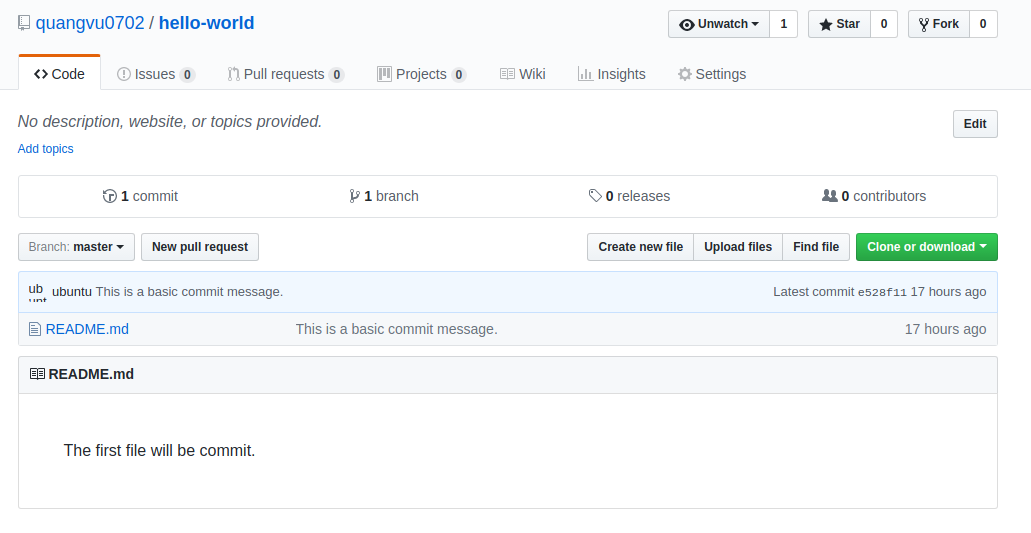 quangvu0702 / hello-world Unwatch 1 Star 0 Fork 0
Code Issues 0 Pull requests 0 Projects 0 Wiki Insights Settings
No description, website, or topics provided. Edit
Add topics
1 commit 1 branch 0 releases 0 contributors
Branch: master New pull request Create new file Upload files Find file Clone or download
ub
ubuntu This is a basic commit message. Latest commit e528f11 17 hours ago
README.md This is a basic commit message. 17 hours ago
README.md
The first file will be commit.